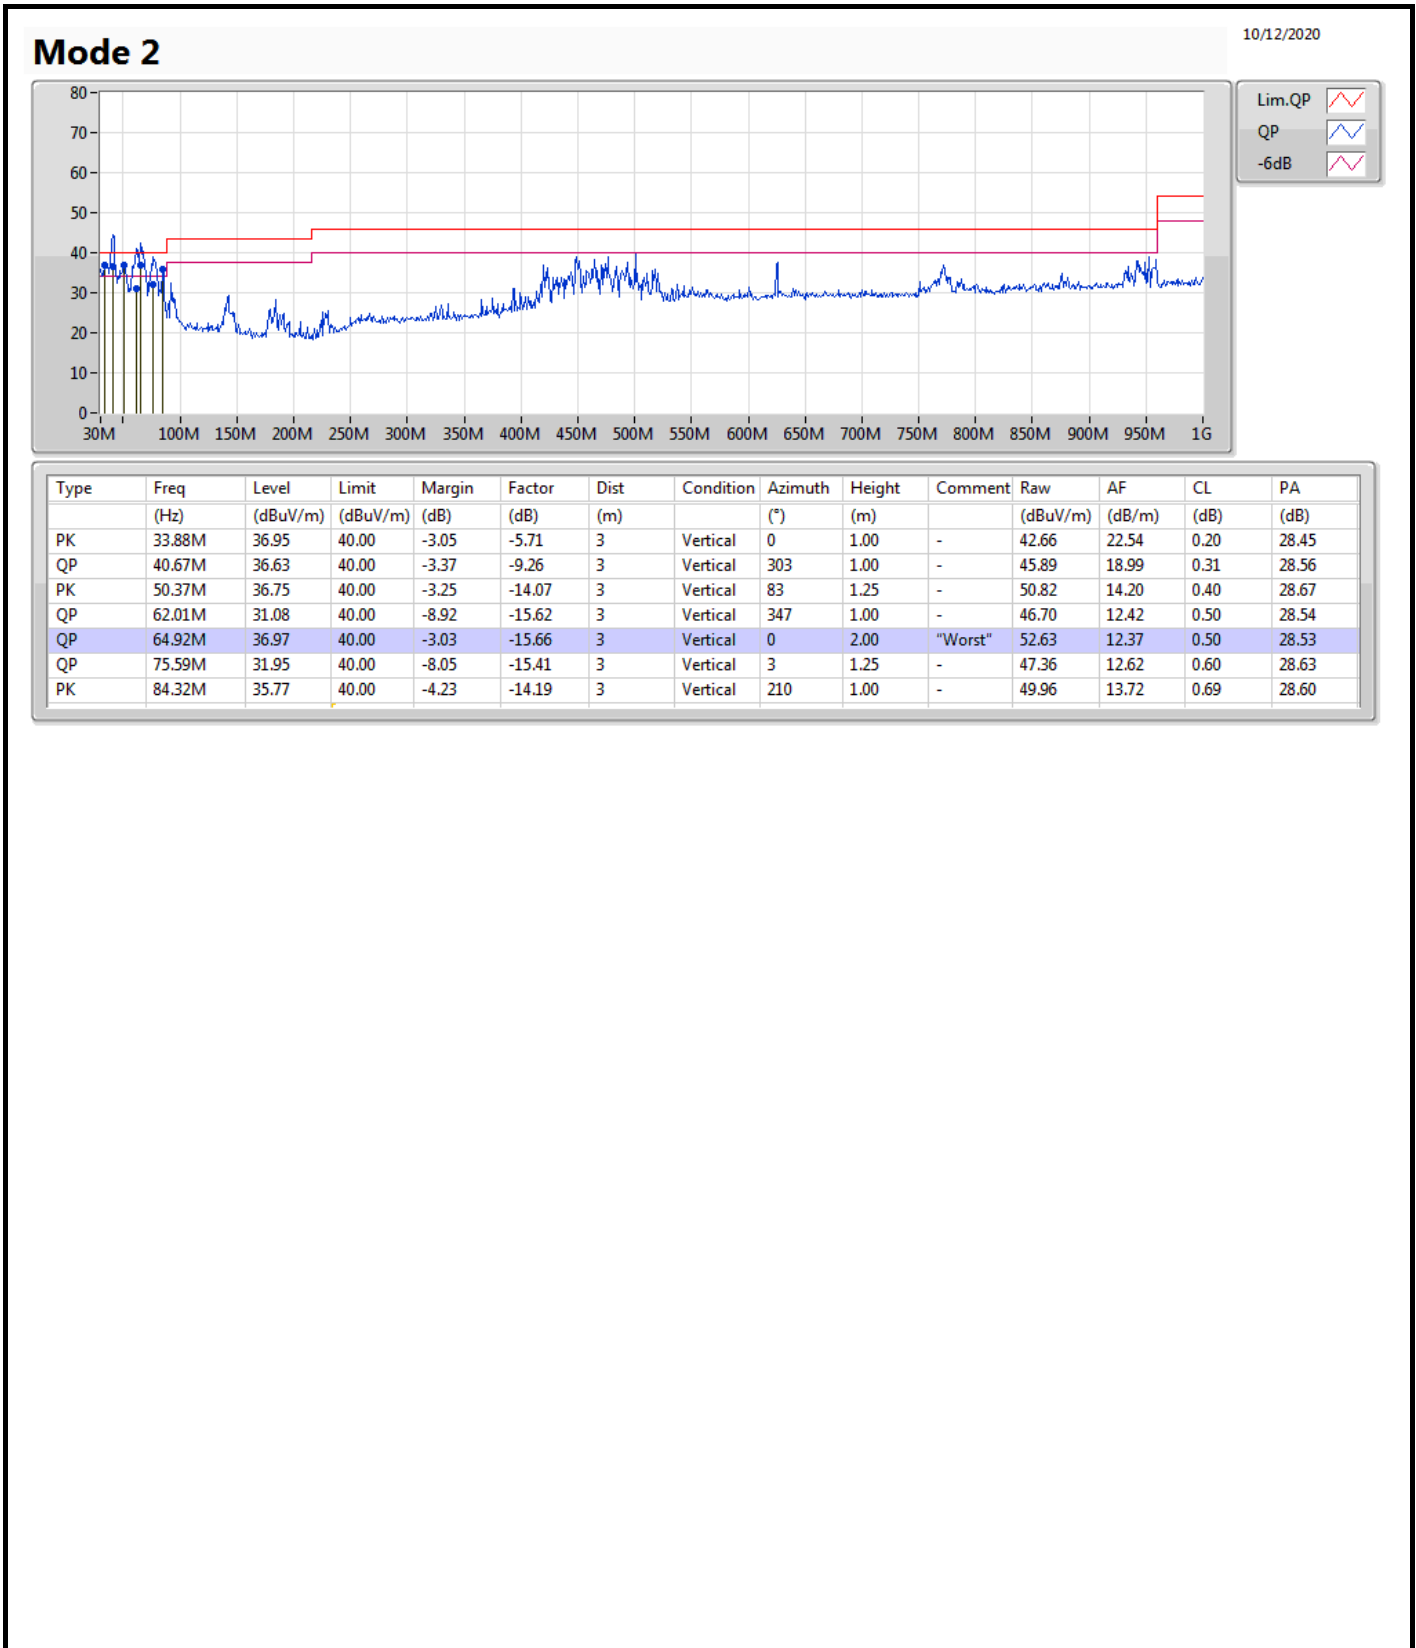 10/12/2020
Mode 2
80
70
60
50
40
30
20
10
0
30M 100M 150M 200M 250M 300M 350M 400M 450M 500M 550M 600M 650M 700M 750M 800M 850M 900M 950M 1G
Lim.QP
QP
-6dB
Type Freq Level Limit Margin Factor Dist Condition Azimuth Height Comment Raw AF CL PA
(Hz) (dBuV/m) (dBuV/m) (dB) (dB) (m) (°) (m) (dBuV/m) (dB/m) (dB) (dB)
PK 33.88M 36.95 40.00 -3.05 -5.71 3 Vertical 0 1.00 - 42.66 22.54 0.20 28.45
QP 40.67M 36.63 40.00 -3.37 -9.26 3 Vertical 303 1.00 - 45.89 18.99 0.31 28.56
PK 50.37M 36.75 40.00 -3.25 -14.07 3 Vertical 83 1.25 - 50.82 14.20 0.40 28.67
QP 62.01M 31.08 40.00 -8.92 -15.62 3 Vertical 347 1.00 - 46.70 12.42 0.50 28.54
QP 64.92M 36.97 40.00 -3.03 -15.66 3 Vertical 0 2.00 "Worst" 52.63 12.37 0.50 28.53
QP 75.59M 31.95 40.00 -8.05 -15.41 3 Vertical 3 1.25 - 47.36 12.62 0.60 28.63
PK 84.32M 35.77 40.00 -4.23 -14.19 3 Vertical 210 1.00 - 49.96 13.72 0.69 28.60